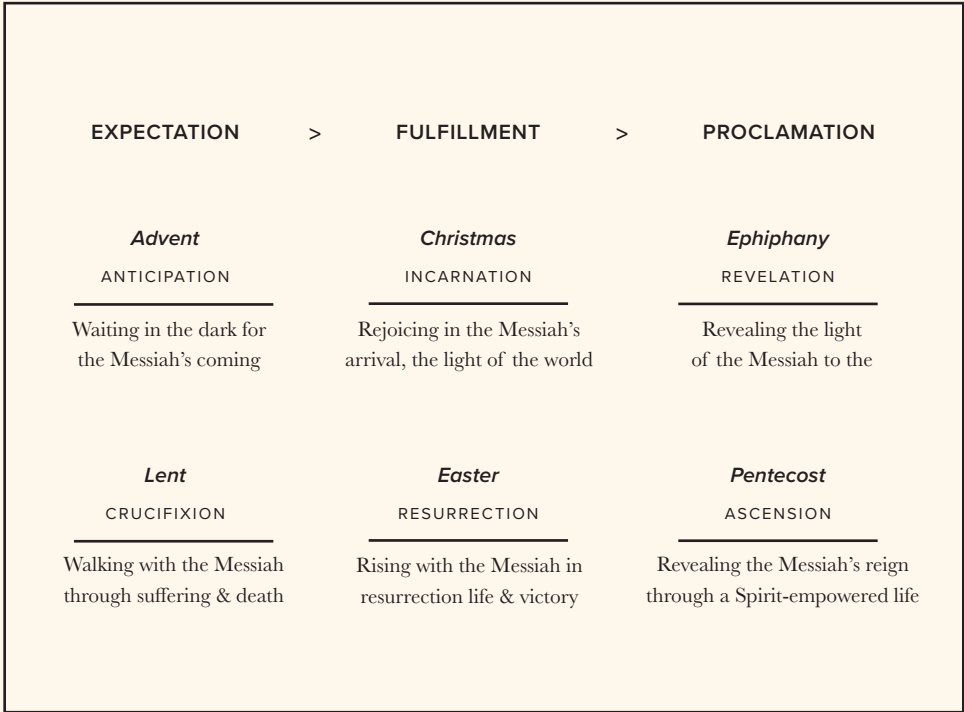 EXPECTATION > FULFILLMENT > PROCLAMATION
Advent
ANTICIPATION
Waiting in the dark for
the Messiah’s coming
Christmas
INCARNATION
Rejoicing in the Messiah’s
arrival, the light of the world
Ephiphany
REVELATION
Revealing the light
of the Messiah to the
Lent
CRUCIFIXION
Walking with the Messiah
through suffering & death
Easter
RESURRECTION
Rising with the Messiah in
resurrection life & victory
Pentecost
ASCENSION
Revealing the Messiah’s reign
through a Spirit-empowered life